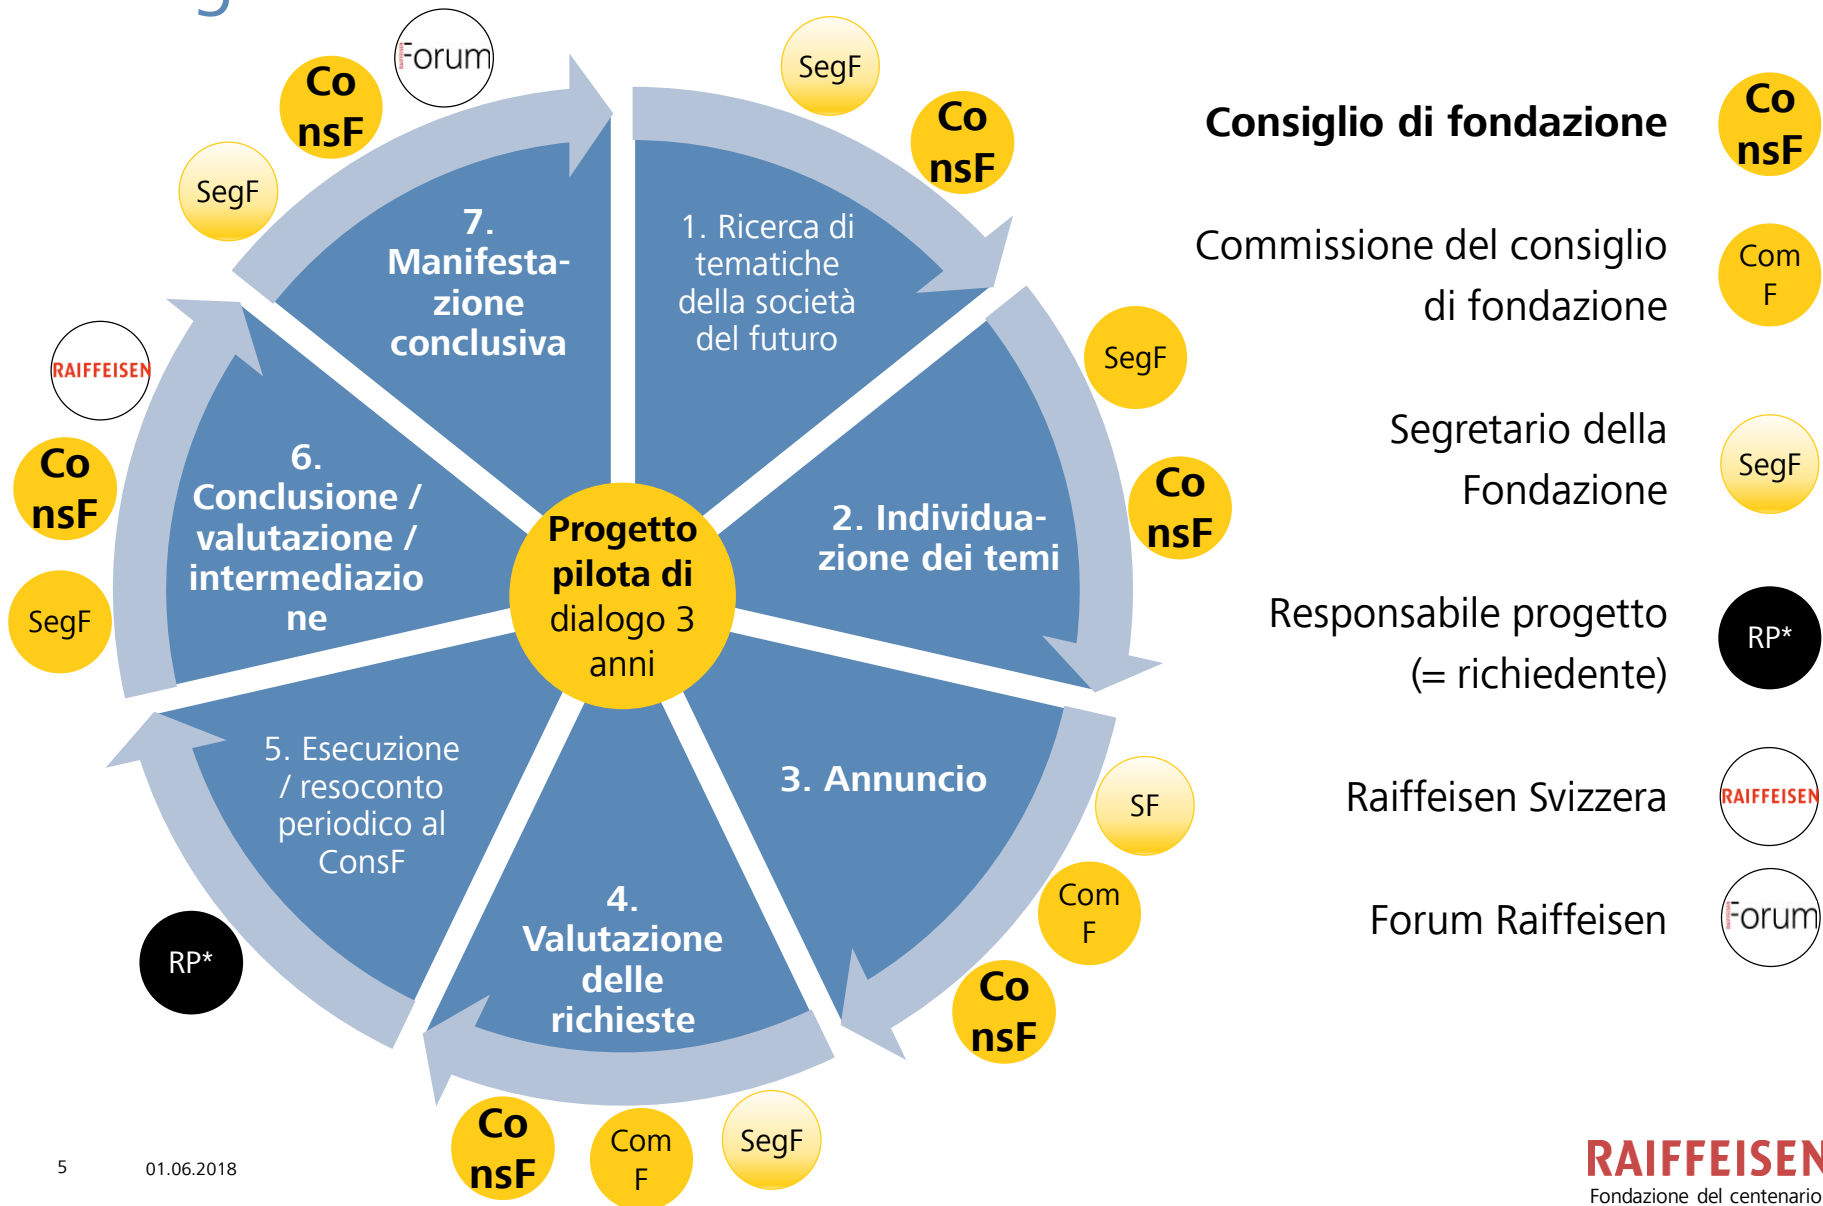 Forum
Co
nsF
SegF
SegF
Co
nsF
7.
Manifesta-
zione
conclusiva
1. Ricerca di
tematiche
della società
del futuro
SegF
Co
nsF
2. Individua-
zione dei temi
SF
Com
F
Co
nsF
3. Annuncio
SegF
Com
F
Co
nsF
4.
Valutazione
delle
richieste
RP*
5. Esecuzione
/ resoconto
periodico al
ConsF
SegF
Co
nsF
RAIFFEISEN
6.
Conclusione /
valutazione /
intermediazio
ne
Progetto
pilota di
dialogo 3
anni
Consiglio di fondazione
Co
nsF
Commissione del consiglio
di fondazione
Com
F
Segretario della
Fondazione
SegF
Responsabile progetto
(= richiedente)
RP*
Raiffeisen Svizzera
RAIFFEISEN
Forum Raiffeisen
Forum
5
01.06.2018
RAIFFEISEN
Fondazione del centenario